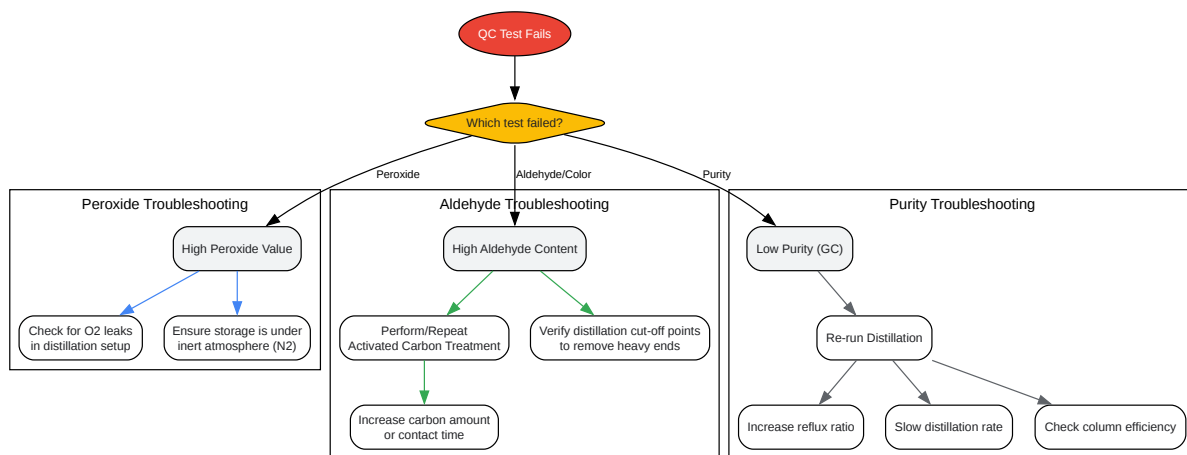 QC Test Fails
Which test failed?
Peroxide
Aldehyde/Color
Purity
Peroxide Troubleshooting
High Peroxide Value
Check for O2 leaks
in distillation setup
Ensure storage is under
inert atmosphere (N2)
Aldehyde Troubleshooting
High Aldehyde Content
Perform/Repeat
Activated Carbon Treatment
Verify distillation cut-off points
to remove heavy ends
Increase carbon amount
or contact time
Purity Troubleshooting
Low Purity (GC)
Re-run Distillation
Increase reflux ratio
Slow distillation rate
Check column efficiency